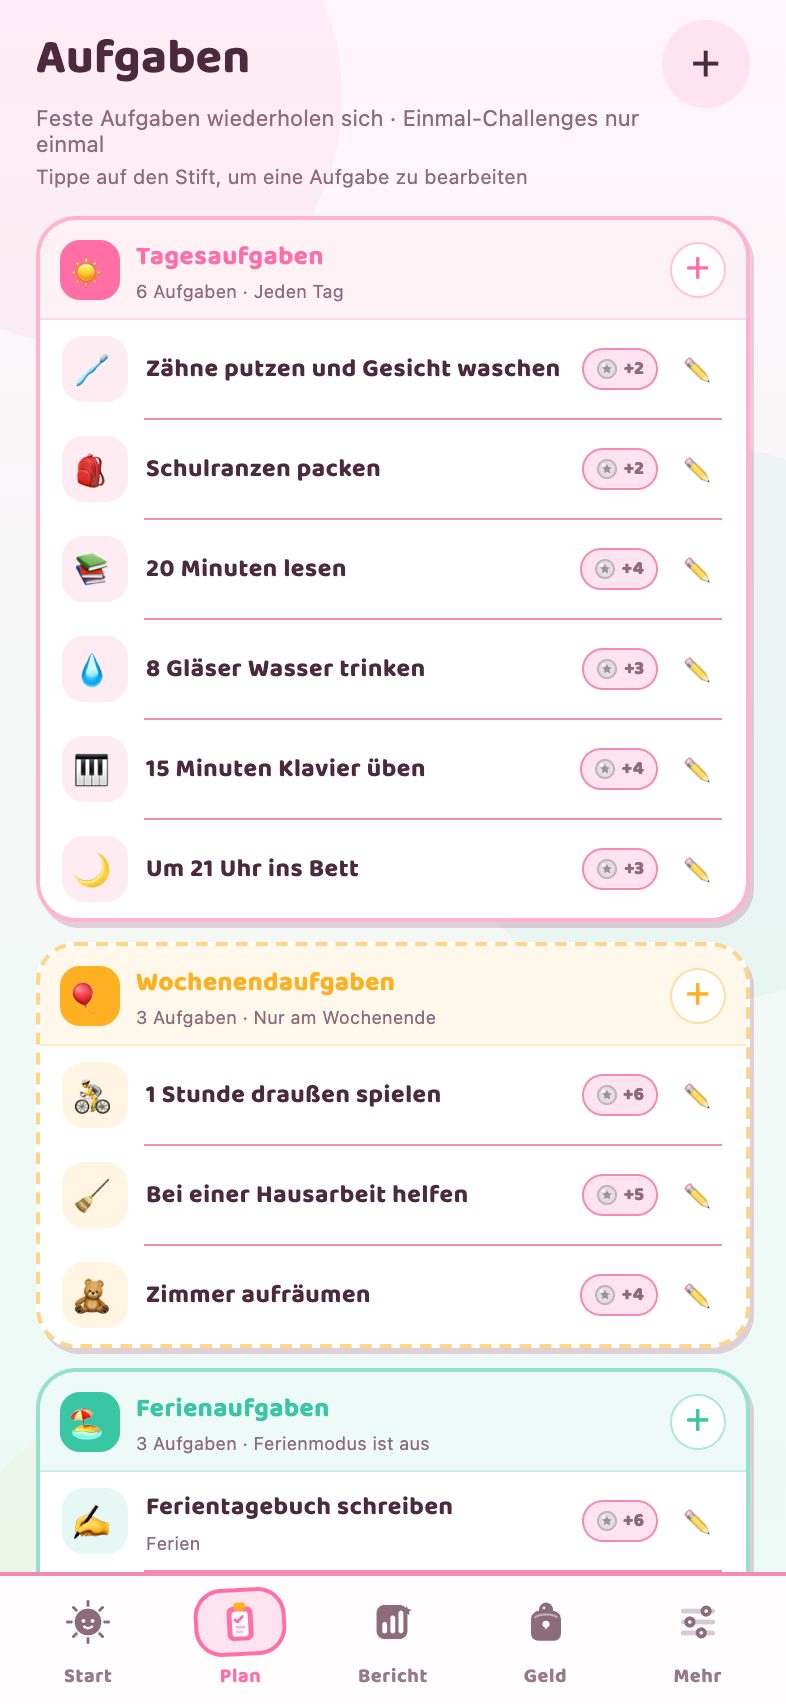 Aufgaben
Feste Aufgaben wiederholen sich · Einmal-Challenges nur
einmal
Tippe auf den Stift, um eine Aufgabe zu bearbeiten
Tagesaufgaben
6 Aufgaben · Jeden Tag
Zähne putzen und Gesicht waschen +2
Schulranzen packen +2
20 Minuten lesen +4
8 Gläser Wasser trinken +3
15 Minuten Klavier üben +4
Um 21 Uhr ins Bett +3
Wochenendaufgaben
3 Aufgaben · Nur am Wochenende
1 Stunde draußen spielen +6
Bei einer Hausarbeit helfen +5
Zimmer aufräumen +4
Ferienaufgaben
3 Aufgaben · Ferienmodus ist aus
Ferientagebuch schreiben +6
Ferien
Start Plan Bericht Geld Mehr